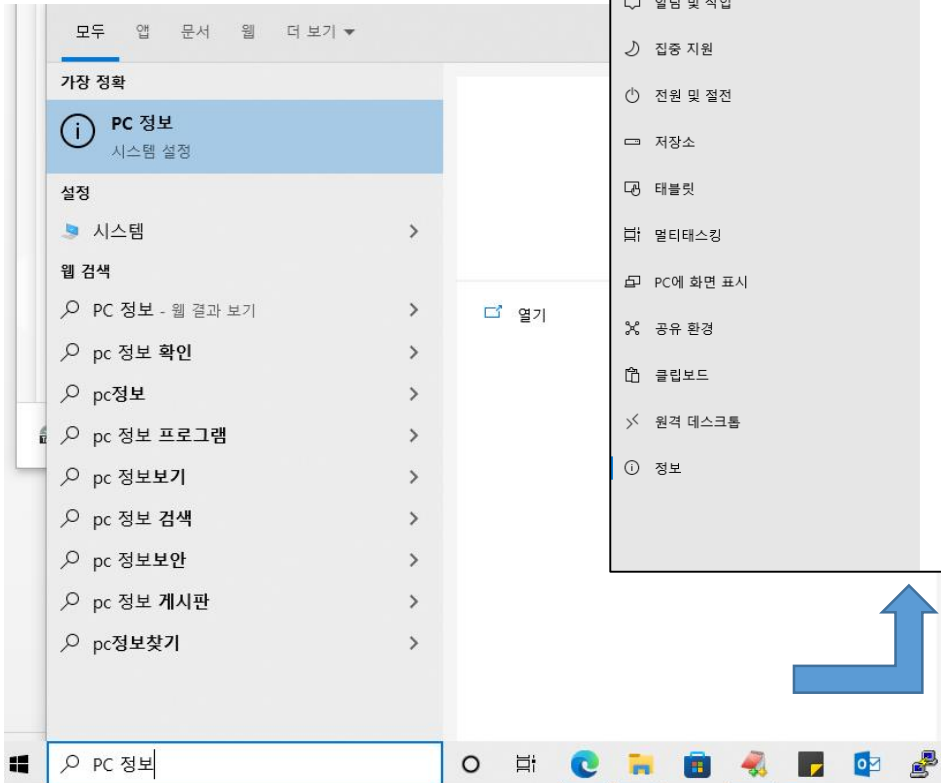 모두 앱 문서 웹 더 보기
가장 정확
PC 정보
시스템 설정
설정
시스템
웹 검색
PC 정보 - 웹 결과 보기
pc 정보 확인
pc정보
pc 정보 프로그램
pc 정보보기
pc 정보 검색
pc 정보보안
pc 정보 게시판
pc정보찾기
PC 정보
열기
알림 및 작업
집중 지원
전원 및 절전
저장소
태블릿
멀티태스킹
PC에 화면 표시
공유 환경
클립보드
원격 데스크톱
정보